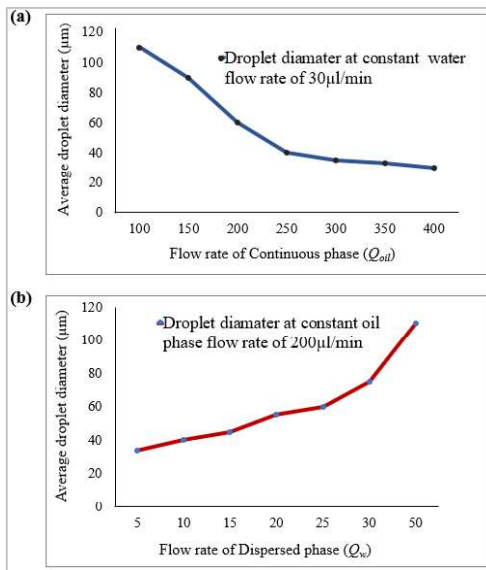 (a)
120
100
80
60
40
20
0
Average droplet diameter (µm)
Droplet diamater at constant water
flow rate of 30µl/min
100 150 200 250 300 350 400
Flow rate of Continuous phase (Qoil)
(b)
120
100
80
60
40
20
0
Average droplet diameter (µm)
Droplet diamater at constant oil
phase flow rate of 200µl/min
5 10 15 20 25 30 50
Flow rate of Dispersed phase (Qw)